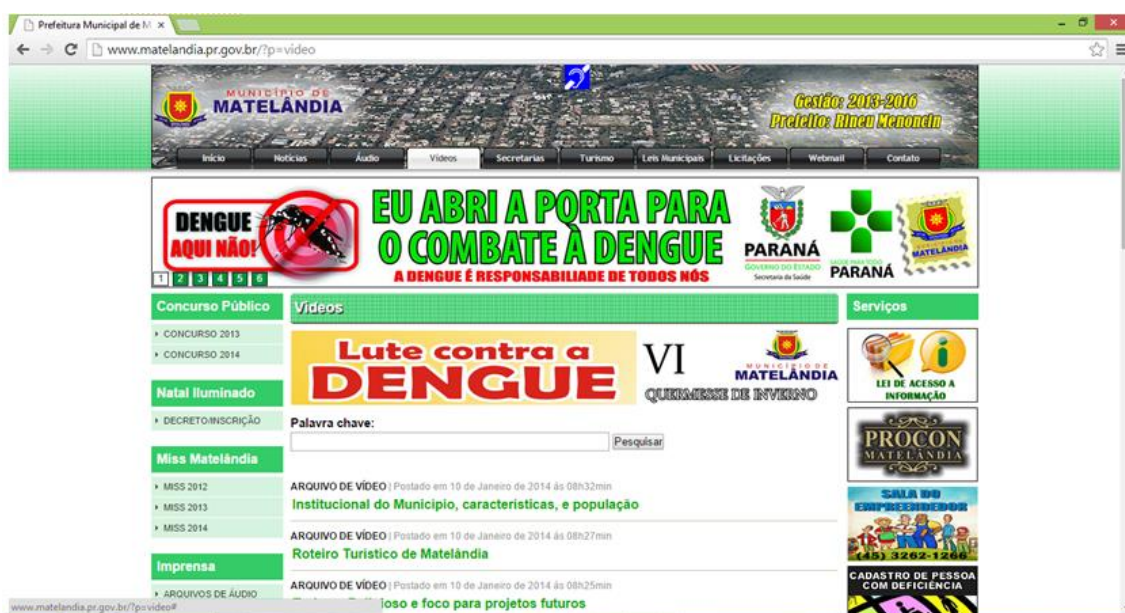 Prefeitura Municipal de M
www.matelandia.pr.gov.br/?p=video
MUNICÍPIO DE
MATELÂNDIA
Gestão: 2013-2016
Prefeito: Rineu Menoncin
Início Notícias Áudio Vídeos Secretarias Turismo Leis Municipais Licitações Webmail Contato
DENGUE
AQUI NÃO!
EU ABRI A PORTA PARA
O COMBATE À DENGUE
A DENGUE É RESPONSABILIADE DE TODOS NÓS
PARANÁ
GOVERNO DO ESTADO
Secretaria da Saúde
SAÚDE PARA TODO
PARANÁ
MUNICÍPIO DE
MATELÂNDIA
1 2 3 4 5 6
Concurso Público
CONCURSO 2013
CONCURSO 2014
Natal Iluminado
DECRETO/INSCRIÇÃO
Miss Matelândia
MISS 2012
MISS 2013
MISS 2014
Imprensa
ARQUIVOS DE ÁUDIO
Vídeos
Lute contra a
DENGUE
VI
QUERMESSE DE INVERNO
MUNICÍPIO DE
MATELÂNDIA
Palavra chave:
Pesquisar
ARQUIVO DE VÍDEO | Postado em 10 de Janeiro de 2014 às 08h32min
Institucional do Municipio, caracteristicas, e população
ARQUIVO DE VÍDEO | Postado em 10 de Janeiro de 2014 às 08h27min
Roteiro Turistico de Matelândia
ARQUIVO DE VÍDEO | Postado em 10 de Janeiro de 2014 às 08h25min
e foco para projetos futuros
Serviços
LEI DE ACESSO A
INFORMAÇÃO
PROCON
MATELÂNDIA
SALA DO
EMPREENDEDOR
(45) 3262-1266
CADASTRO DE PESSOA
COM DEFICIÊNCIA
www.matelandia.pr.gov.br/?p=video#